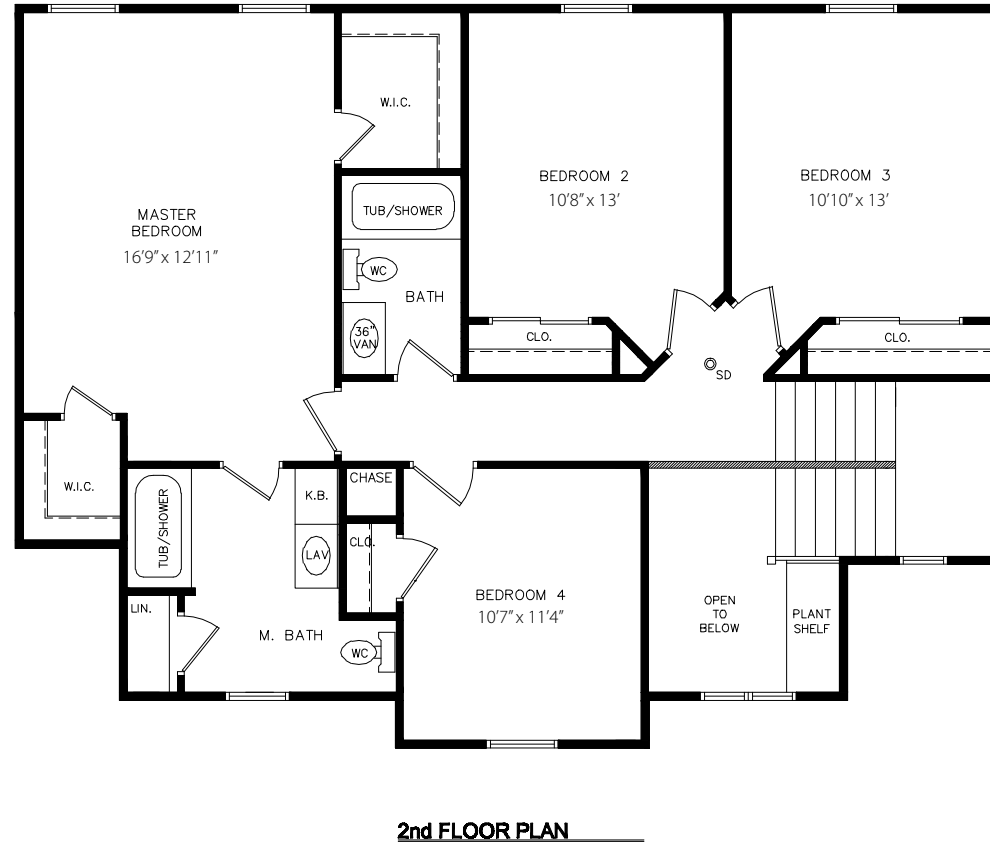 W.I.C.
TUB/SHOWER
WC
BATH
36"
VAN
MASTER
BEDROOM
16'9" x 12'11"
BEDROOM 2
10'8" x 13'
BEDROOM 3
10'10" x 13'
CLO.
CLO.
SD
W.I.C.
TUB/SHOWER
K.B.
LAV
CHASE
CLO.
LIN.
M. BATH
WC
BEDROOM 4
10'7" x 11'4"
OPEN
TO
BELOW
PLANT
SHELF
2nd FLOOR PLAN